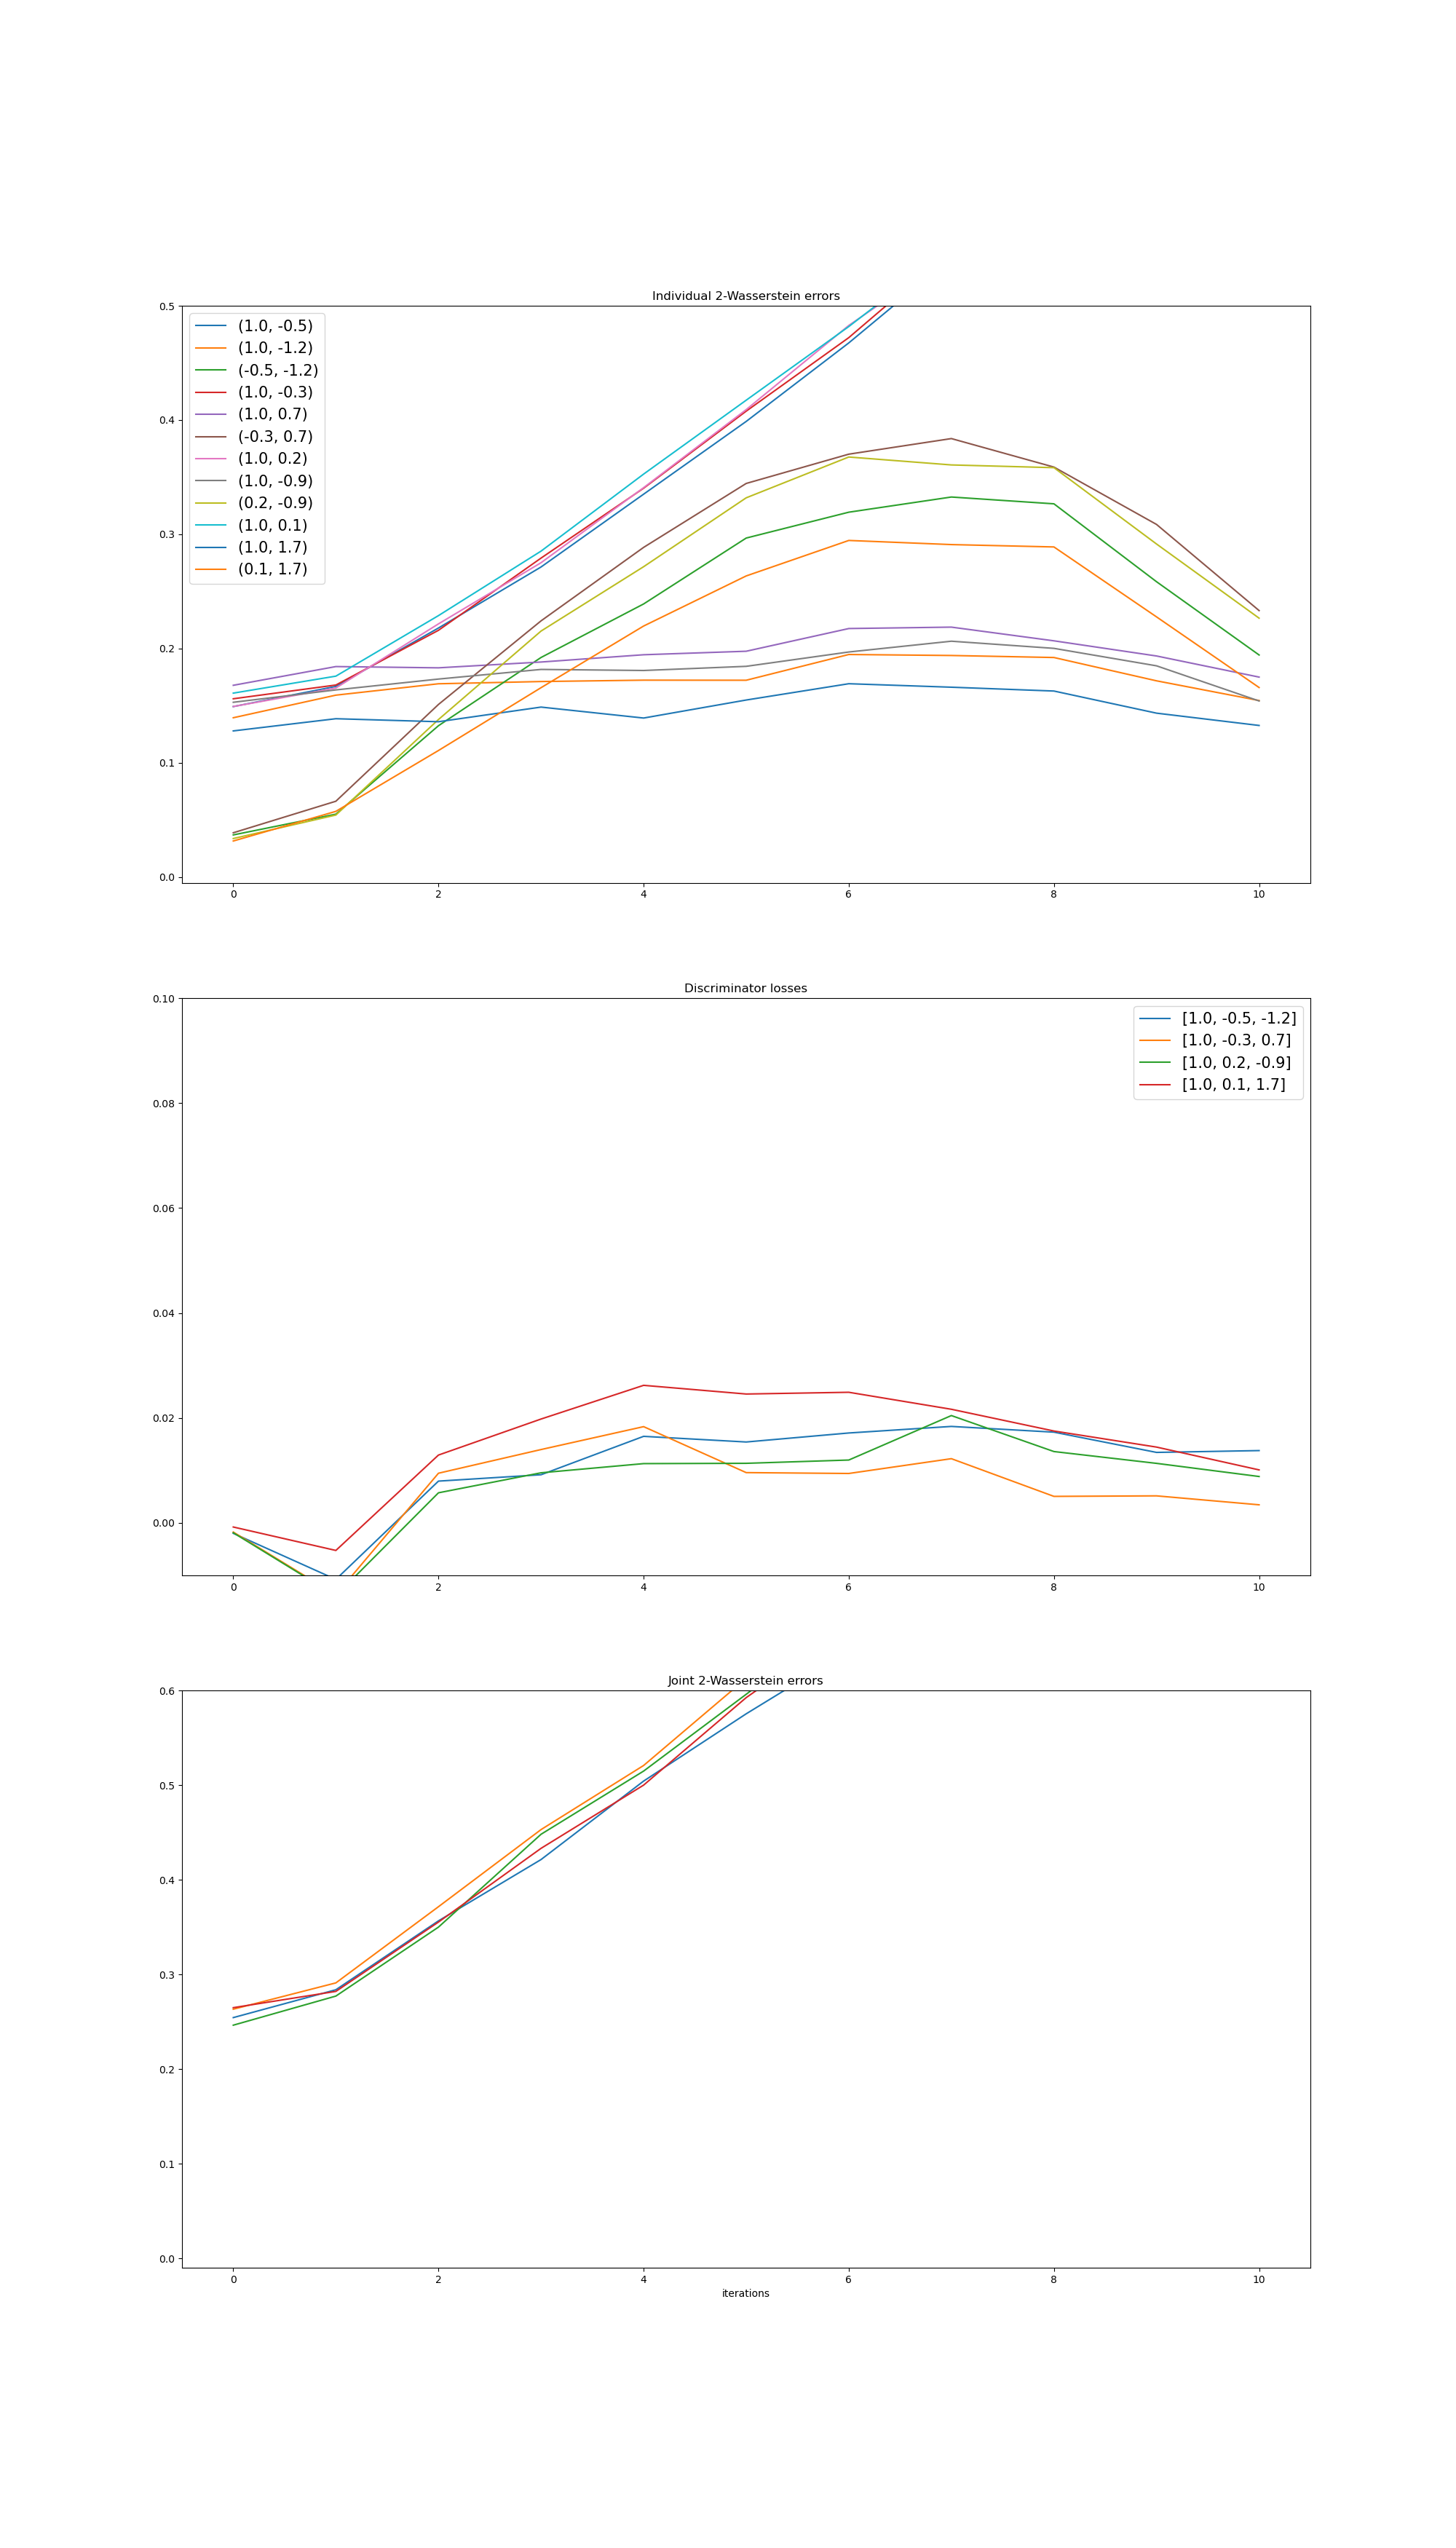 Individual 2-Wasserstein errors
0.5
0.4
0.3
0.2
0.1
0.0
(1.0, -0.5)
(1.0, -1.2)
(-0.5, -1.2)
(1.0, -0.3)
(1.0, 0.7)
(-0.3, 0.7)
(1.0, 0.2)
(1.0, -0.9)
(0.2, -0.9)
(1.0, 0.1)
(1.0, 1.7)
(0.1, 1.7)
0 2 4 6 8 10
Discriminator losses
0.10
0.08
0.06
0.04
0.02
0.00
[1.0, -0.5, -1.2]
[1.0, -0.3, 0.7]
[1.0, 0.2, -0.9]
[1.0, 0.1, 1.7]
0 2 4 6 8 10
Joint 2-Wasserstein errors
0.6
0.5
0.4
0.3
0.2
0.1
0.0
0 2 4 6 8 10
iterations